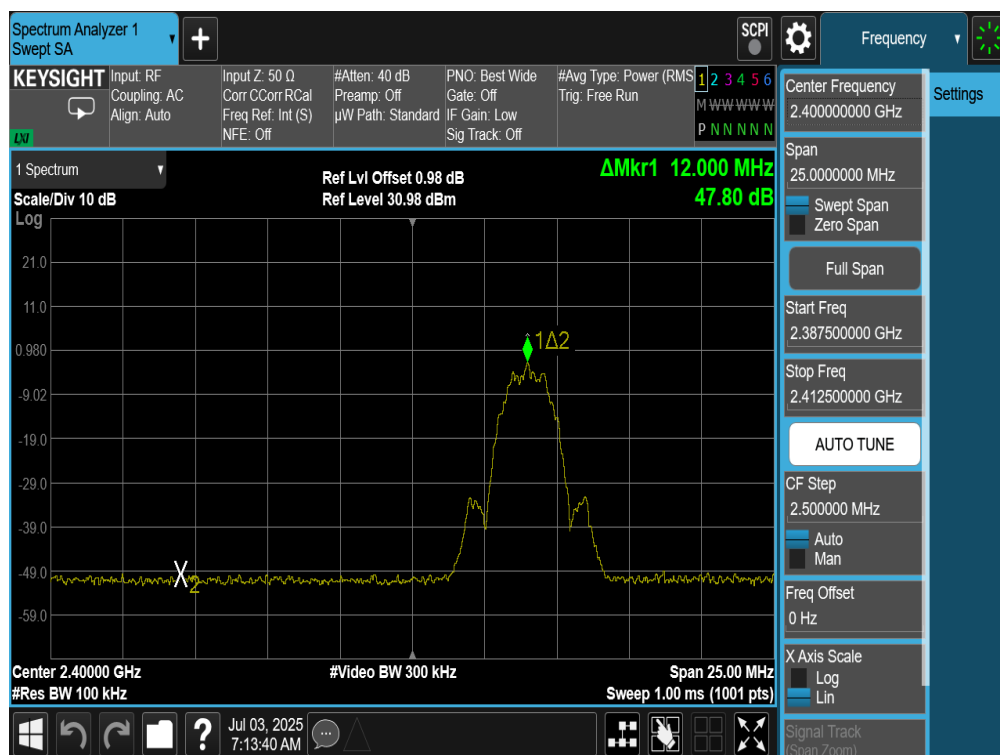 Spectrum Analyzer 1
Swept SA
+
SCPI
Frequency
KEYSIGHT
LXI
Input: RF
Coupling: AC
Align: Auto
Input Z: 50 Ω
Corr CCorr RCal
Freq Ref: Int (S)
NFE: Off
#Atten: 40 dB
Preamp: Off
µW Path: Standard
PNO: Best Wide
Gate: Off
IF Gain: Low
Sig Track: Off
#Avg Type: Power (RMS
Trig: Free Run
1 2 3 4 5 6
M W W W W W
P N N N N N
1 Spectrum
Scale/Div 10 dB
Ref Lvl Offset 0.98 dB
Ref Level 30.98 dBm
ΔMkr1 12.000 MHz
47.80 dB
Log
21.0
11.0
0.980
-9.02
-19.0
-29.0
-39.0
-49.0
-59.0
1Δ2
X2
Center 2.40000 GHz
#Video BW 300 kHz
Span 25.00 MHz
#Res BW 100 kHz
Sweep 1.00 ms (1001 pts)
Center Frequency
2.400000000 GHz
Settings
Span
25.0000000 MHz
Swept Span
Zero Span
Full Span
Start Freq
2.387500000 GHz
Stop Freq
2.412500000 GHz
AUTO TUNE
CF Step
2.500000 MHz
Auto
Man
Freq Offset
0 Hz
X Axis Scale
Log
Lin
Signal Track
(Span Zoom)
?
Jul 03, 2025
7:13:40 AM